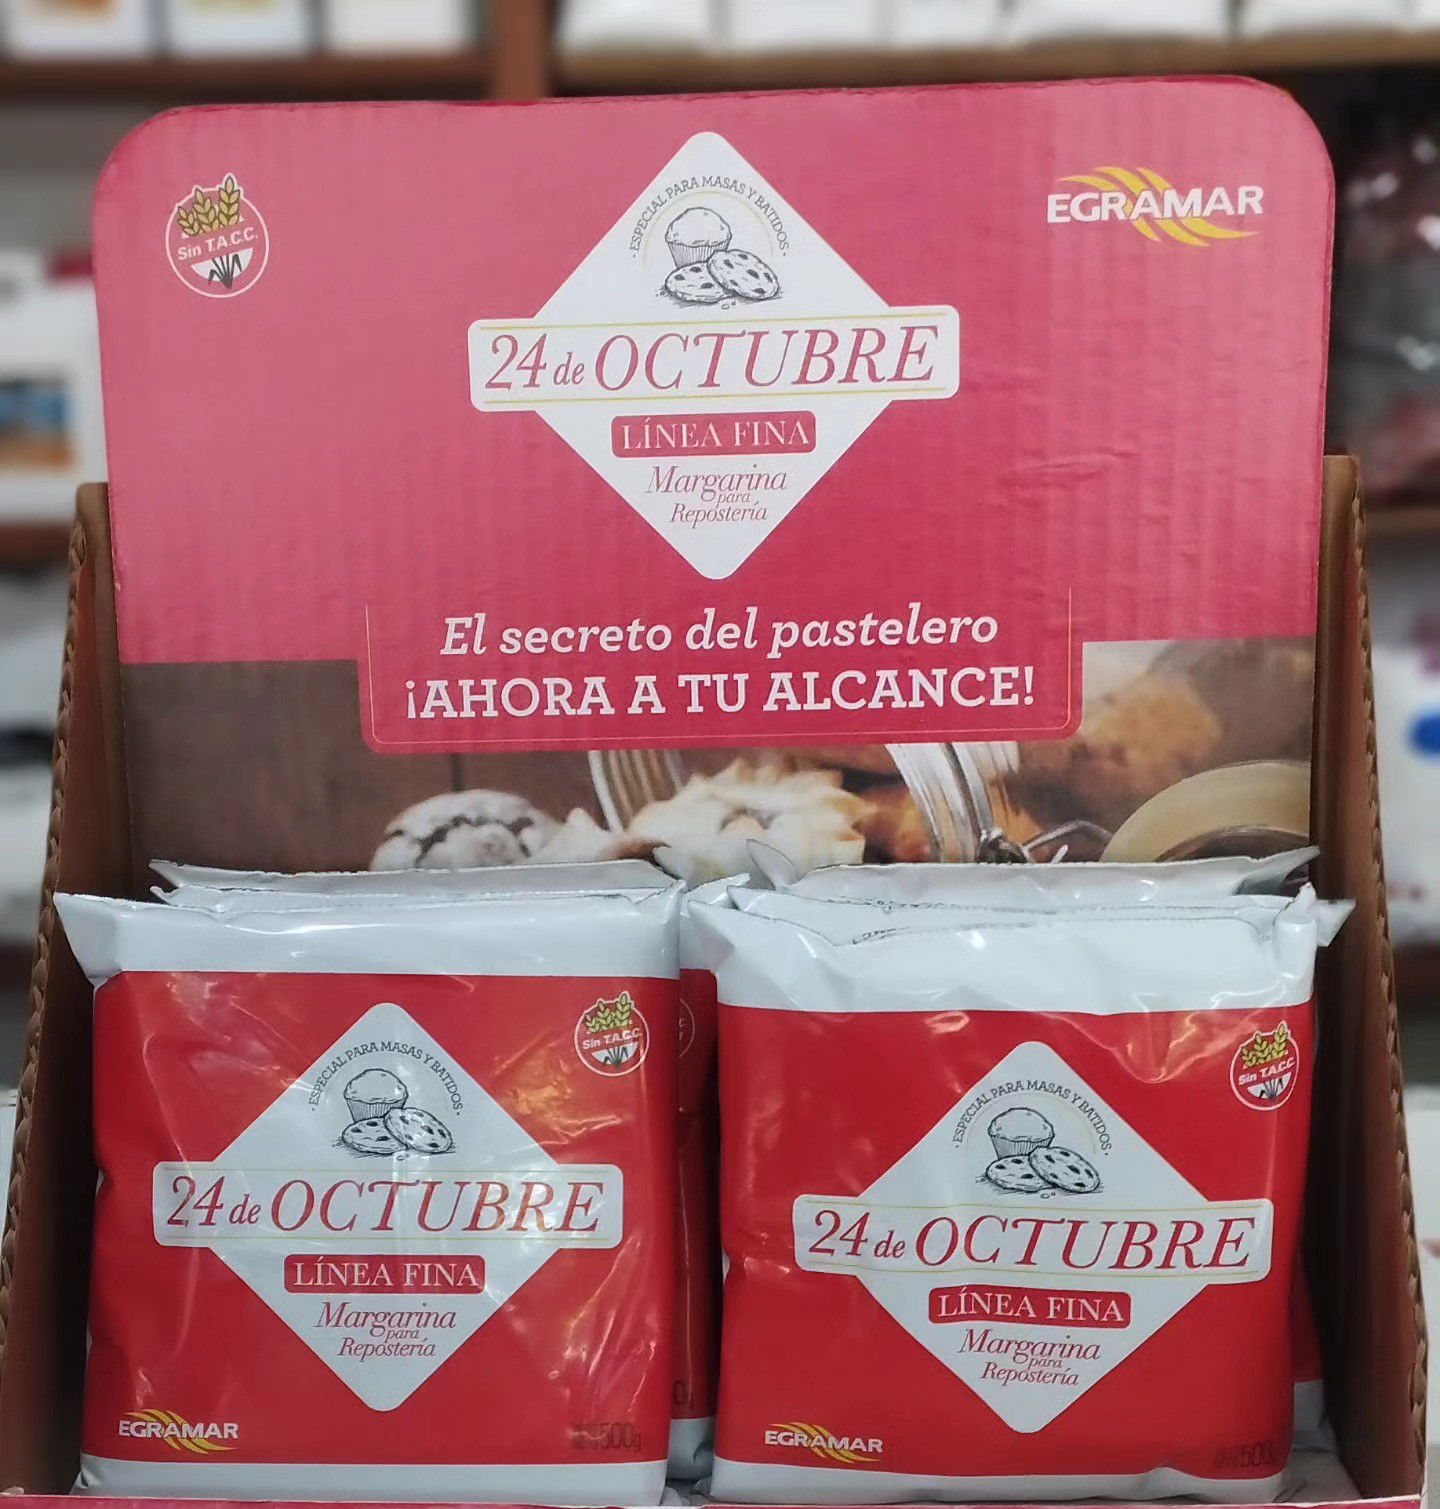 Sin T.A.C.C.
· ESPECIAL PARA MASAS Y BATIDOS ·
EGRAMAR
24 de OCTUBRE
LÍNEA FINA
Margarina
para
Repostería
El secreto del pastelero
¡AHORA A TU ALCANCE!
Sin T.A.C.C.
· ESPECIAL PARA MASAS Y BATIDOS ·
24 de OCTUBRE
LÍNEA FINA
Margarina
para
Repostería
EGRAMAR
500g
Sin T.A.C.C.
· ESPECIAL PARA MASAS Y BATIDOS ·
24 de OCTUBRE
LÍNEA FINA
Margarina
para
Repostería
EGRAMAR
500